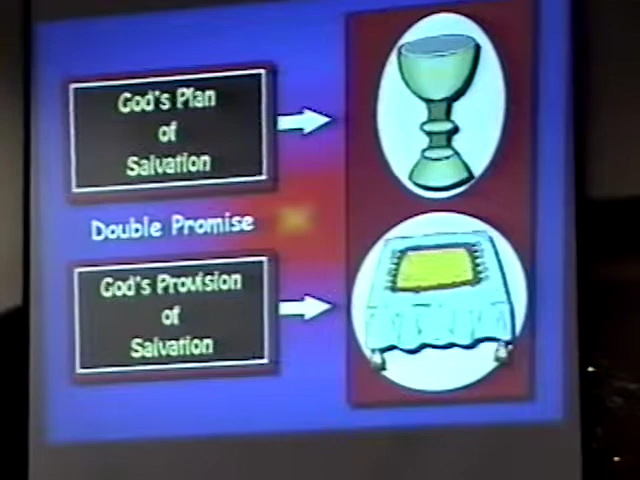 God's Plan
of
Salvation
Double Promise
God's Provision
of
Salvation